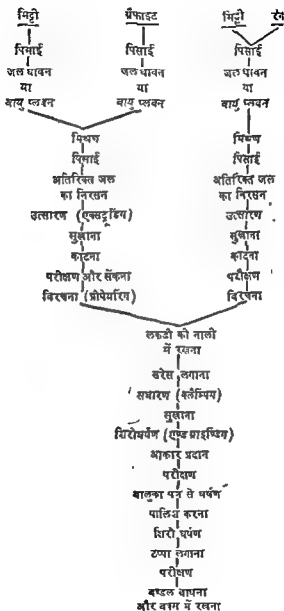 मिट्टी
पिसाई
जल धावन
या
वायु प्लवन
ग्रैफाइट
पिसाई
जल धावन
या
वायु प्लवन
मिश्रण
पिसाई
अतिरिक्त जल
का निरसन
उत्सारण (एक्सट्रूडिंग)
सुखाना
काटना
परीक्षण और सेंकना
विरचना (प्रीपेयरिंग)
मिट्टी
रंग
पिसाई
जल धावन
या
वायु प्लवन
मिश्रण
पिसाई
अतिरिक्त जल
का निरसन
उत्सारण
सुखाना
काटना
परीक्षण
विरचना
लकडी की नाली
में रखना
सरेस लगाना
सधारण (क्लैम्पिंग)
सुखाना
शिरोघर्षण (एण्ड ग्राइण्डिंग)
आकार प्रदान
परीक्षण
बालुका पत्र से घर्षण
पालिश करना
शिरो घर्षण
टप्पा लगाना
परीक्षण
बण्डल बाधना
और बक्स में रखना